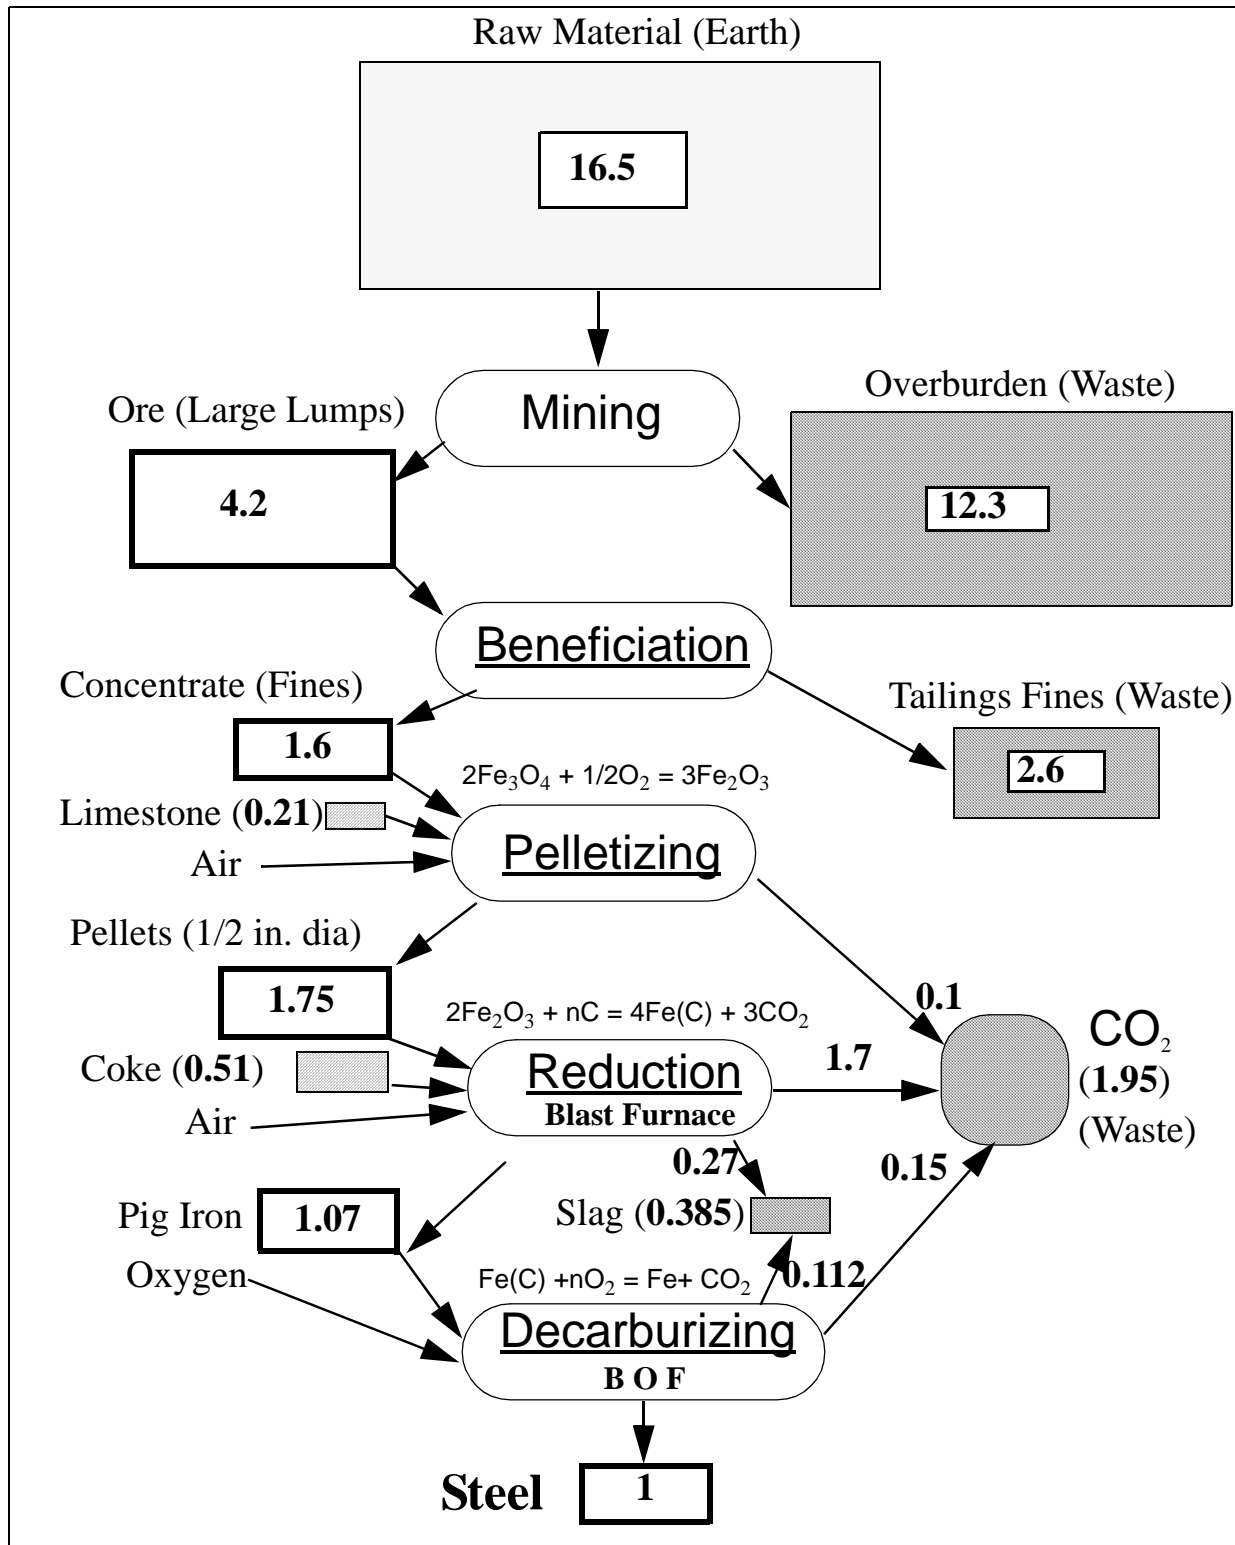 Raw Material (Earth)
16.5
Mining
Ore (Large Lumps)
4.2
Overburden (Waste)
12.3
Beneficiation
Concentrate (Fines)
1.6
Tailings Fines (Waste)
2.6
2Fe₃O₄ + 1/2O₂ = 3Fe₂O₃
Limestone (0.21)
Air
Pelletizing
Pellets (1/2 in. dia)
1.75
0.1
2Fe₂O₃ + nC = 4Fe(C) + 3CO₂
Coke (0.51)
Air
Reduction
Blast Furnace
1.7
CO₂
(1.95)
(Waste)
0.27
0.15
Pig Iron
1.07
Slag (0.385)
Oxygen
Fe(C) +nO₂ = Fe+ CO₂
0.112
Decarburizing
B O F
Steel
1